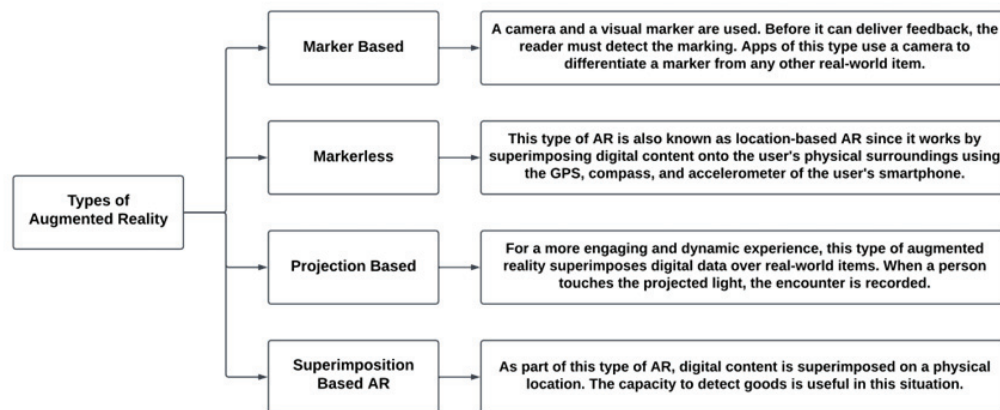 Types of
Augmented Reality
Marker Based
A camera and a visual marker are used. Before it can deliver feedback, the
reader must detect the marking. Apps of this type use a camera to
differentiate a marker from any other real-world item.
Markerless
This type of AR is also known as location-based AR since it works by
superimposing digital content onto the user's physical surroundings using
the GPS, compass, and accelerometer of the user's smartphone.
Projection Based
For a more engaging and dynamic experience, this type of augmented
reality superimposes digital data over real-world items. When a person
touches the projected light, the encounter is recorded.
Superimposition
Based AR
As part of this type of AR, digital content is superimposed on a physical
location. The capacity to detect goods is useful in this situation.